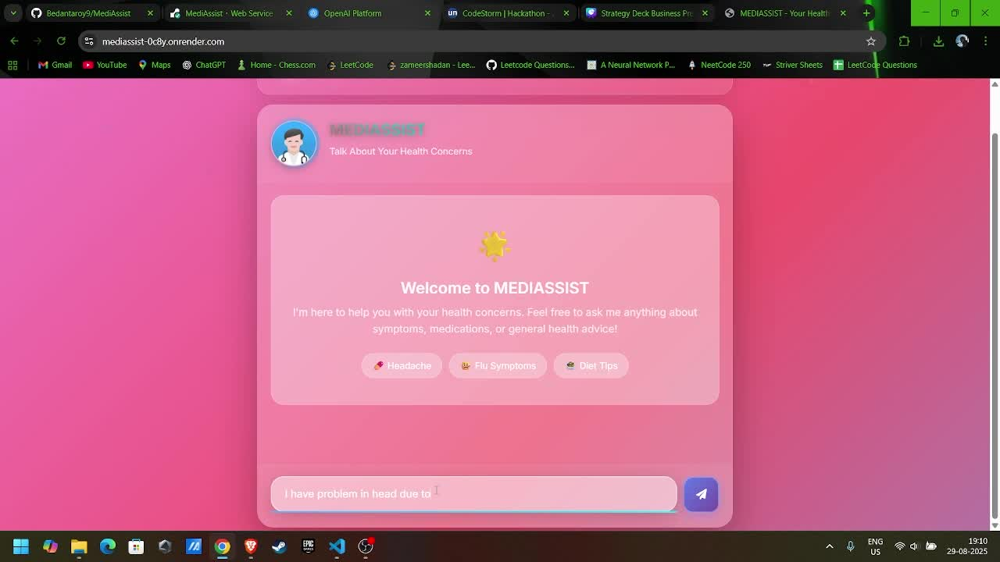 Bedantaroy9/MediAssist
MediAssist · Web Service
OpenAI Platform
CodeStorm | Hackathon -
Strategy Deck Business Pre
MEDIASSIST - Your Health
mediassist-0c8y.onrender.com
Gmail
YouTube
Maps
ChatGPT
Home - Chess.com
LeetCode
zameershadan - Lee...
Leetcode Questions...
A Neural Network P...
NeetCode 250
Striver Sheets
LeetCode Questions
MEDIASSIST
Talk About Your Health Concerns
Welcome to MEDIASSIST
I'm here to help you with your health concerns. Feel free to ask me anything about
symptoms, medications, or general health advice!
Headache
Flu Symptoms
Diet Tips
I have problem in head due to
ENG
US
19:10
29-08-2025